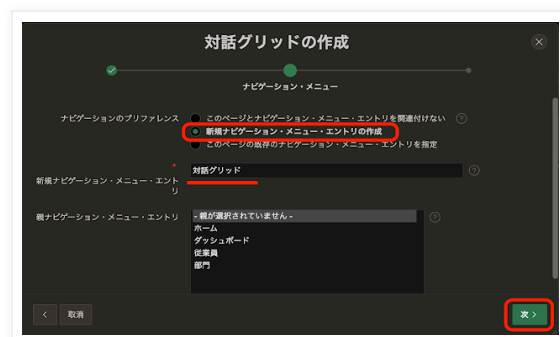 対話グリッドの作成
ナビゲーション・メニュー
ナビゲーションのプリファレンス
このページとナビゲーション・メニュー・エントリを関連付けない
新規ナビゲーション・メニュー・エントリの作成
このページの既存のナビゲーション・メニュー・エントリを指定
新規ナビゲーション・メニュー・エント
リ
対話グリッド
親ナビゲーション・メニュー・エントリ
- 親が選択されていません -
ホーム
ダッシュボード
従業員
部門
取消
次 >